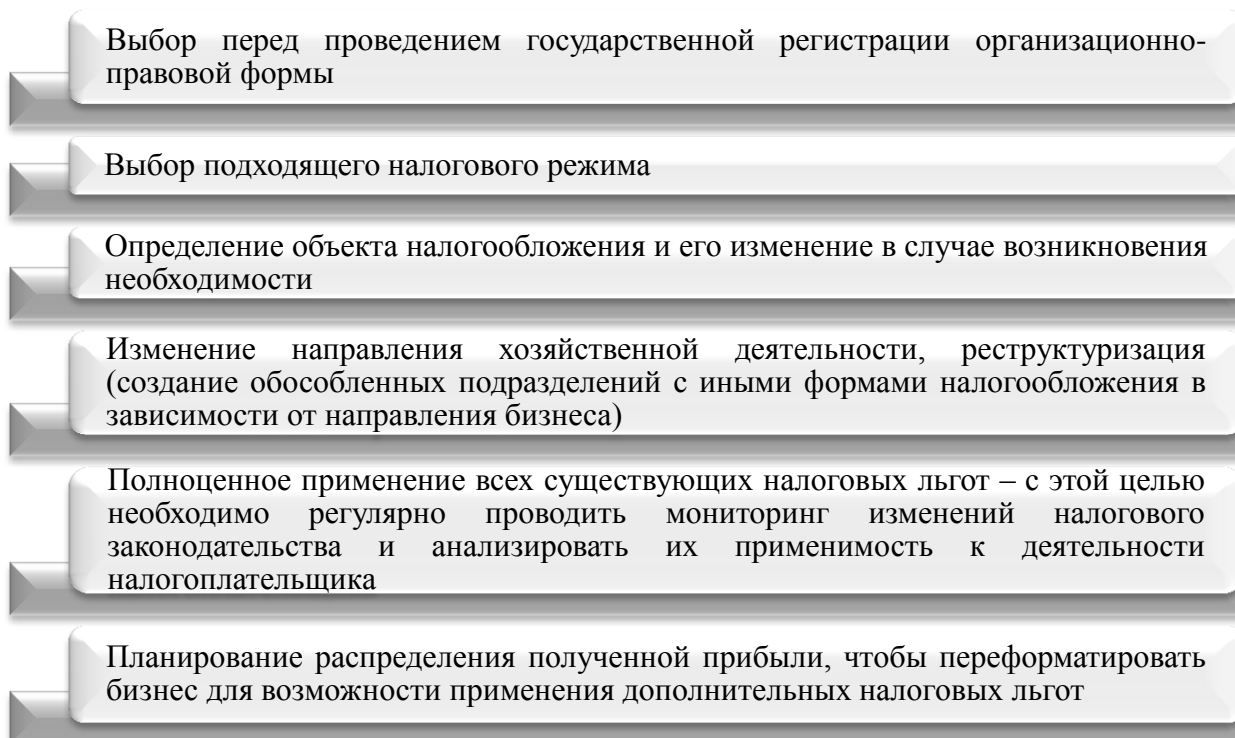 Выбор перед проведением государственной регистрации организационно-
правовой формы
Выбор подходящего налогового режима
Определение объекта налогообложения и его изменение в случае возникновения
необходимости
Изменение направления хозяйственной деятельности, реструктуризация
(создание обособленных подразделений с иными формами налогообложения в
зависимости от направления бизнеса)
Полноценное применение всех существующих налоговых льгот – с этой целью
необходимо регулярно проводить мониторинг изменений налогового
законодательства и анализировать их применимость к деятельности
налогоплательщика
Планирование распределения полученной прибыли, чтобы переформатировать
бизнес для возможности применения дополнительных налоговых льгот